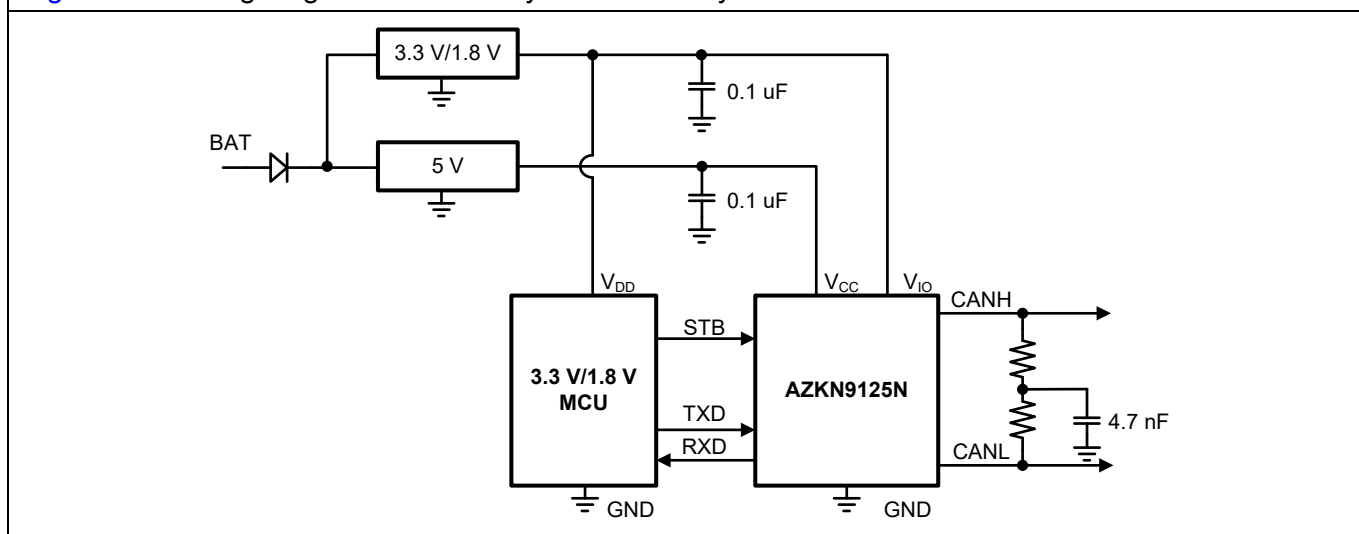 3.3 V/1.8 V
0.1 uF
BAT
5 V
0.1 uF
VDD
VCC
VIO
CANH
STB
3.3 V/1.8 V
MCU
AZKN9125N
TXD
4.7 nF
RXD
CANL
GND
GND